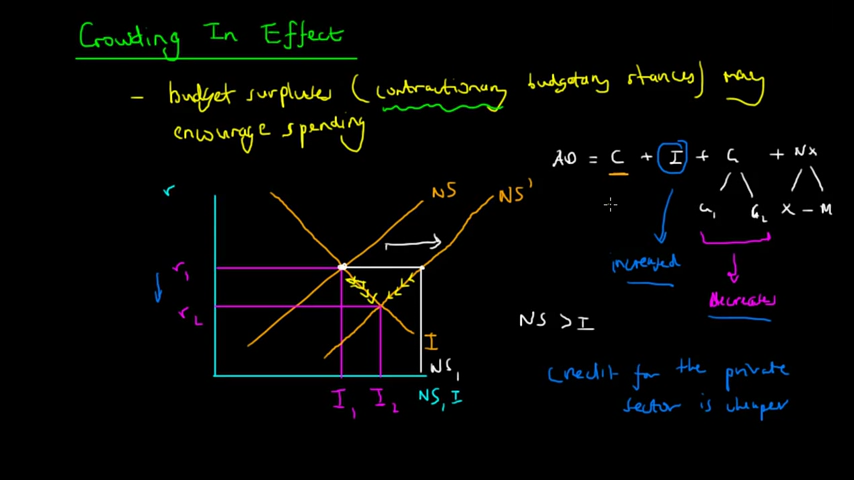 Crowding In Effect
- budget surpluses (contractionary budgetary stances) may
encourage spending
AD = C + I + G + NX
G1 G2 X - M
increased
decreases
r
NS
NS'
r1
r2
I
NS1
I1 I2 NS, I
NS > I
Credit for the private
sector is cheaper